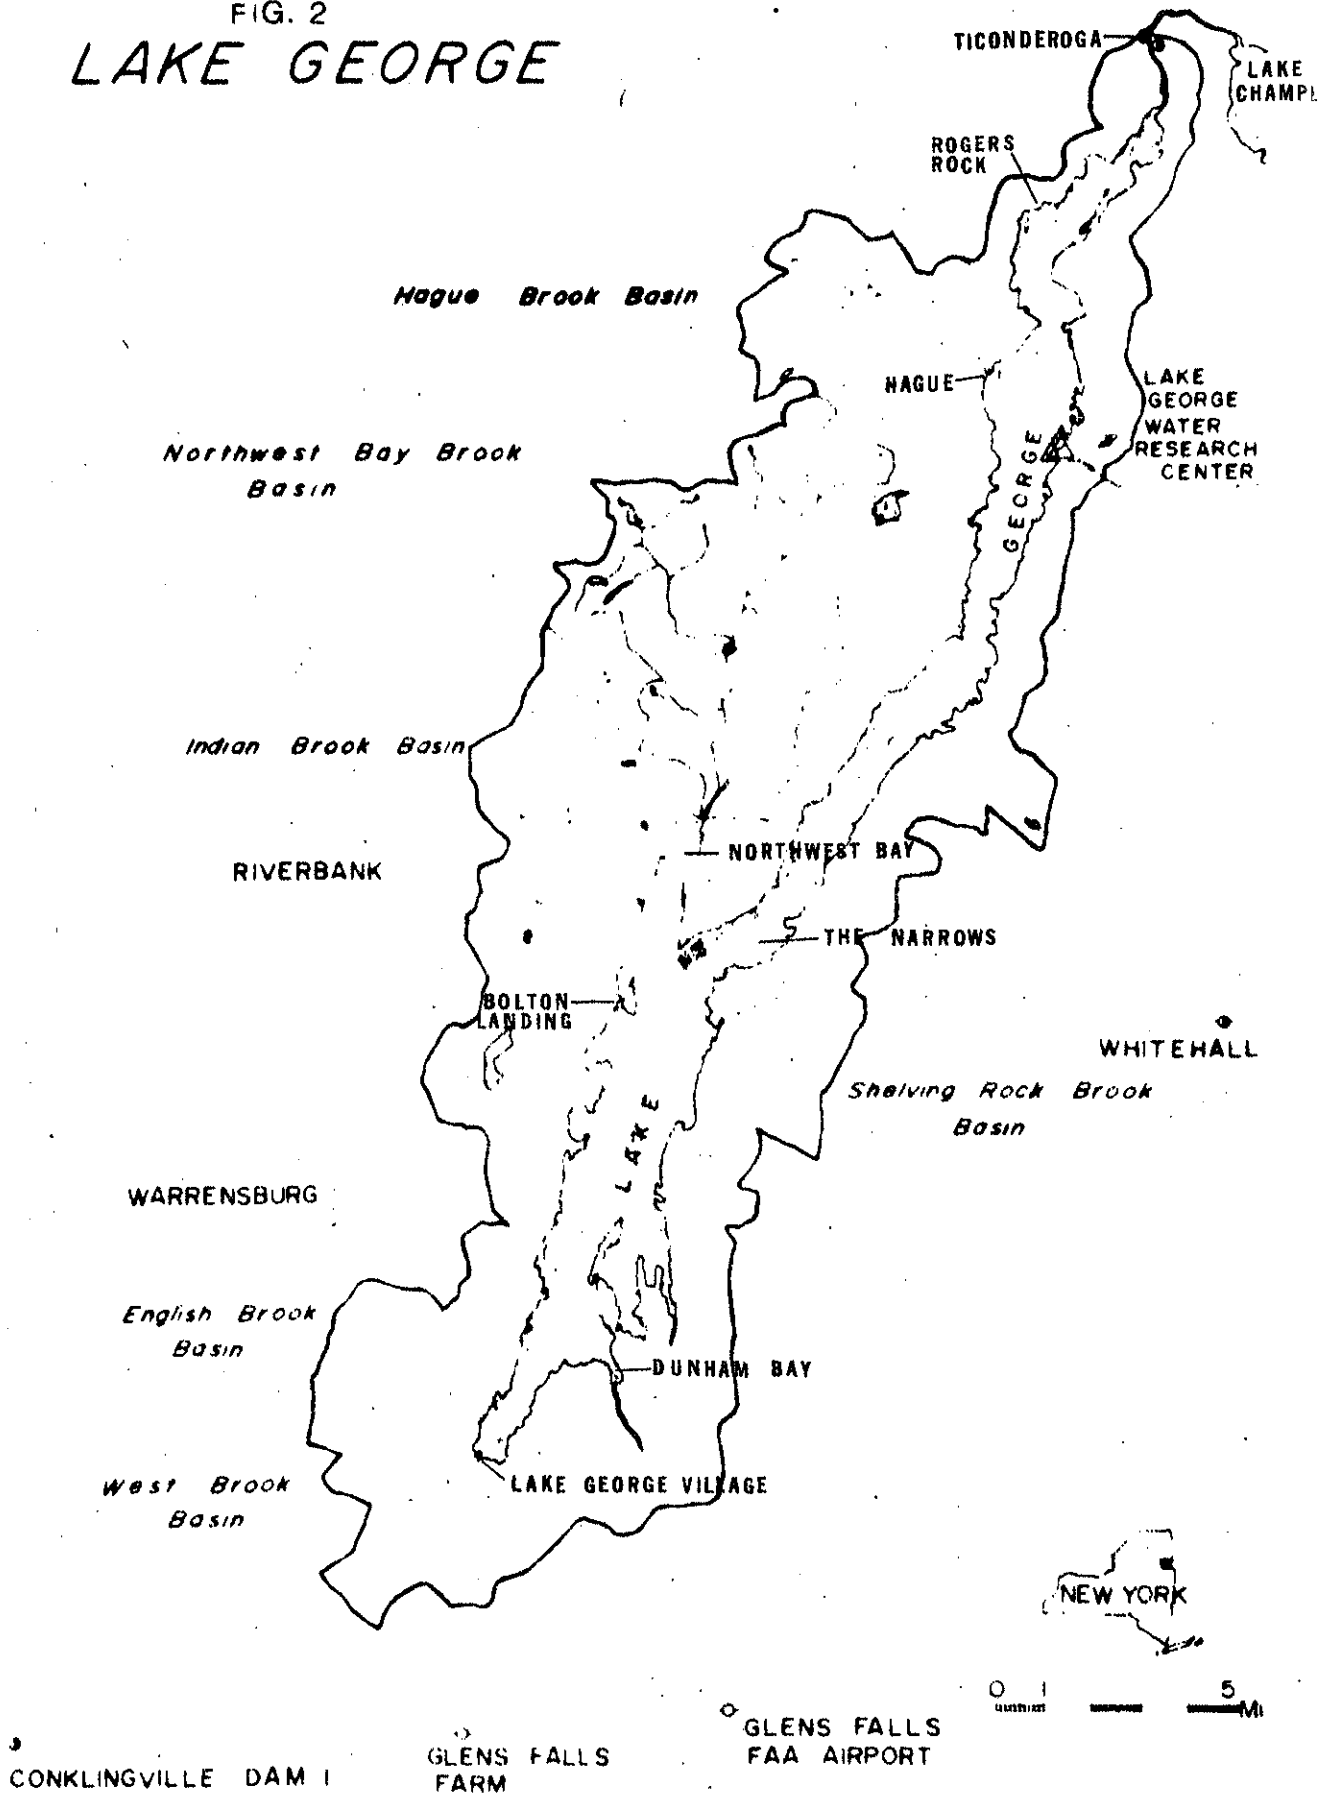 FIG. 2
LAKE GEORGE
TICONDEROGA
LAKE
CHAMPL
ROGERS
ROCK
Hague Brook Basin
HAGUE
LAKE
GEORGE
WATER
RESEARCH
CENTER
Northwest Bay Brook
Basin
GEORGE
Indian Brook Basin
NORTHWEST BAY
RIVERBANK
THE NARROWS
BOLTON
LANDING
WHITEHALL
Shelving Rock Brook
Basin
LAKE
WARRENSBURG
English Brook
Basin
DUNHAM BAY
West Brook
Basin
LAKE GEORGE VILLAGE
NEW YORK
0 1 5
MI
GLENS FALLS
FAA AIRPORT
GLENS FALLS
FARM
CONKLINGVILLE DAM I